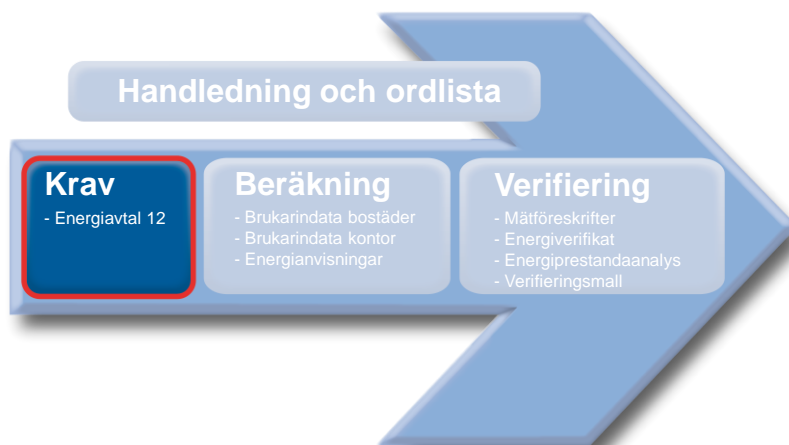 Handledning och ordlista
Krav
- Energiavtal 12
Beräkning
- Brukarindata bostäder
- Brukarindata kontor
- Energianvisningar
Verifiering
- Mätföreskrifter
- Energiverifikat
- Energiprestandaanalys
- Verifieringsmall